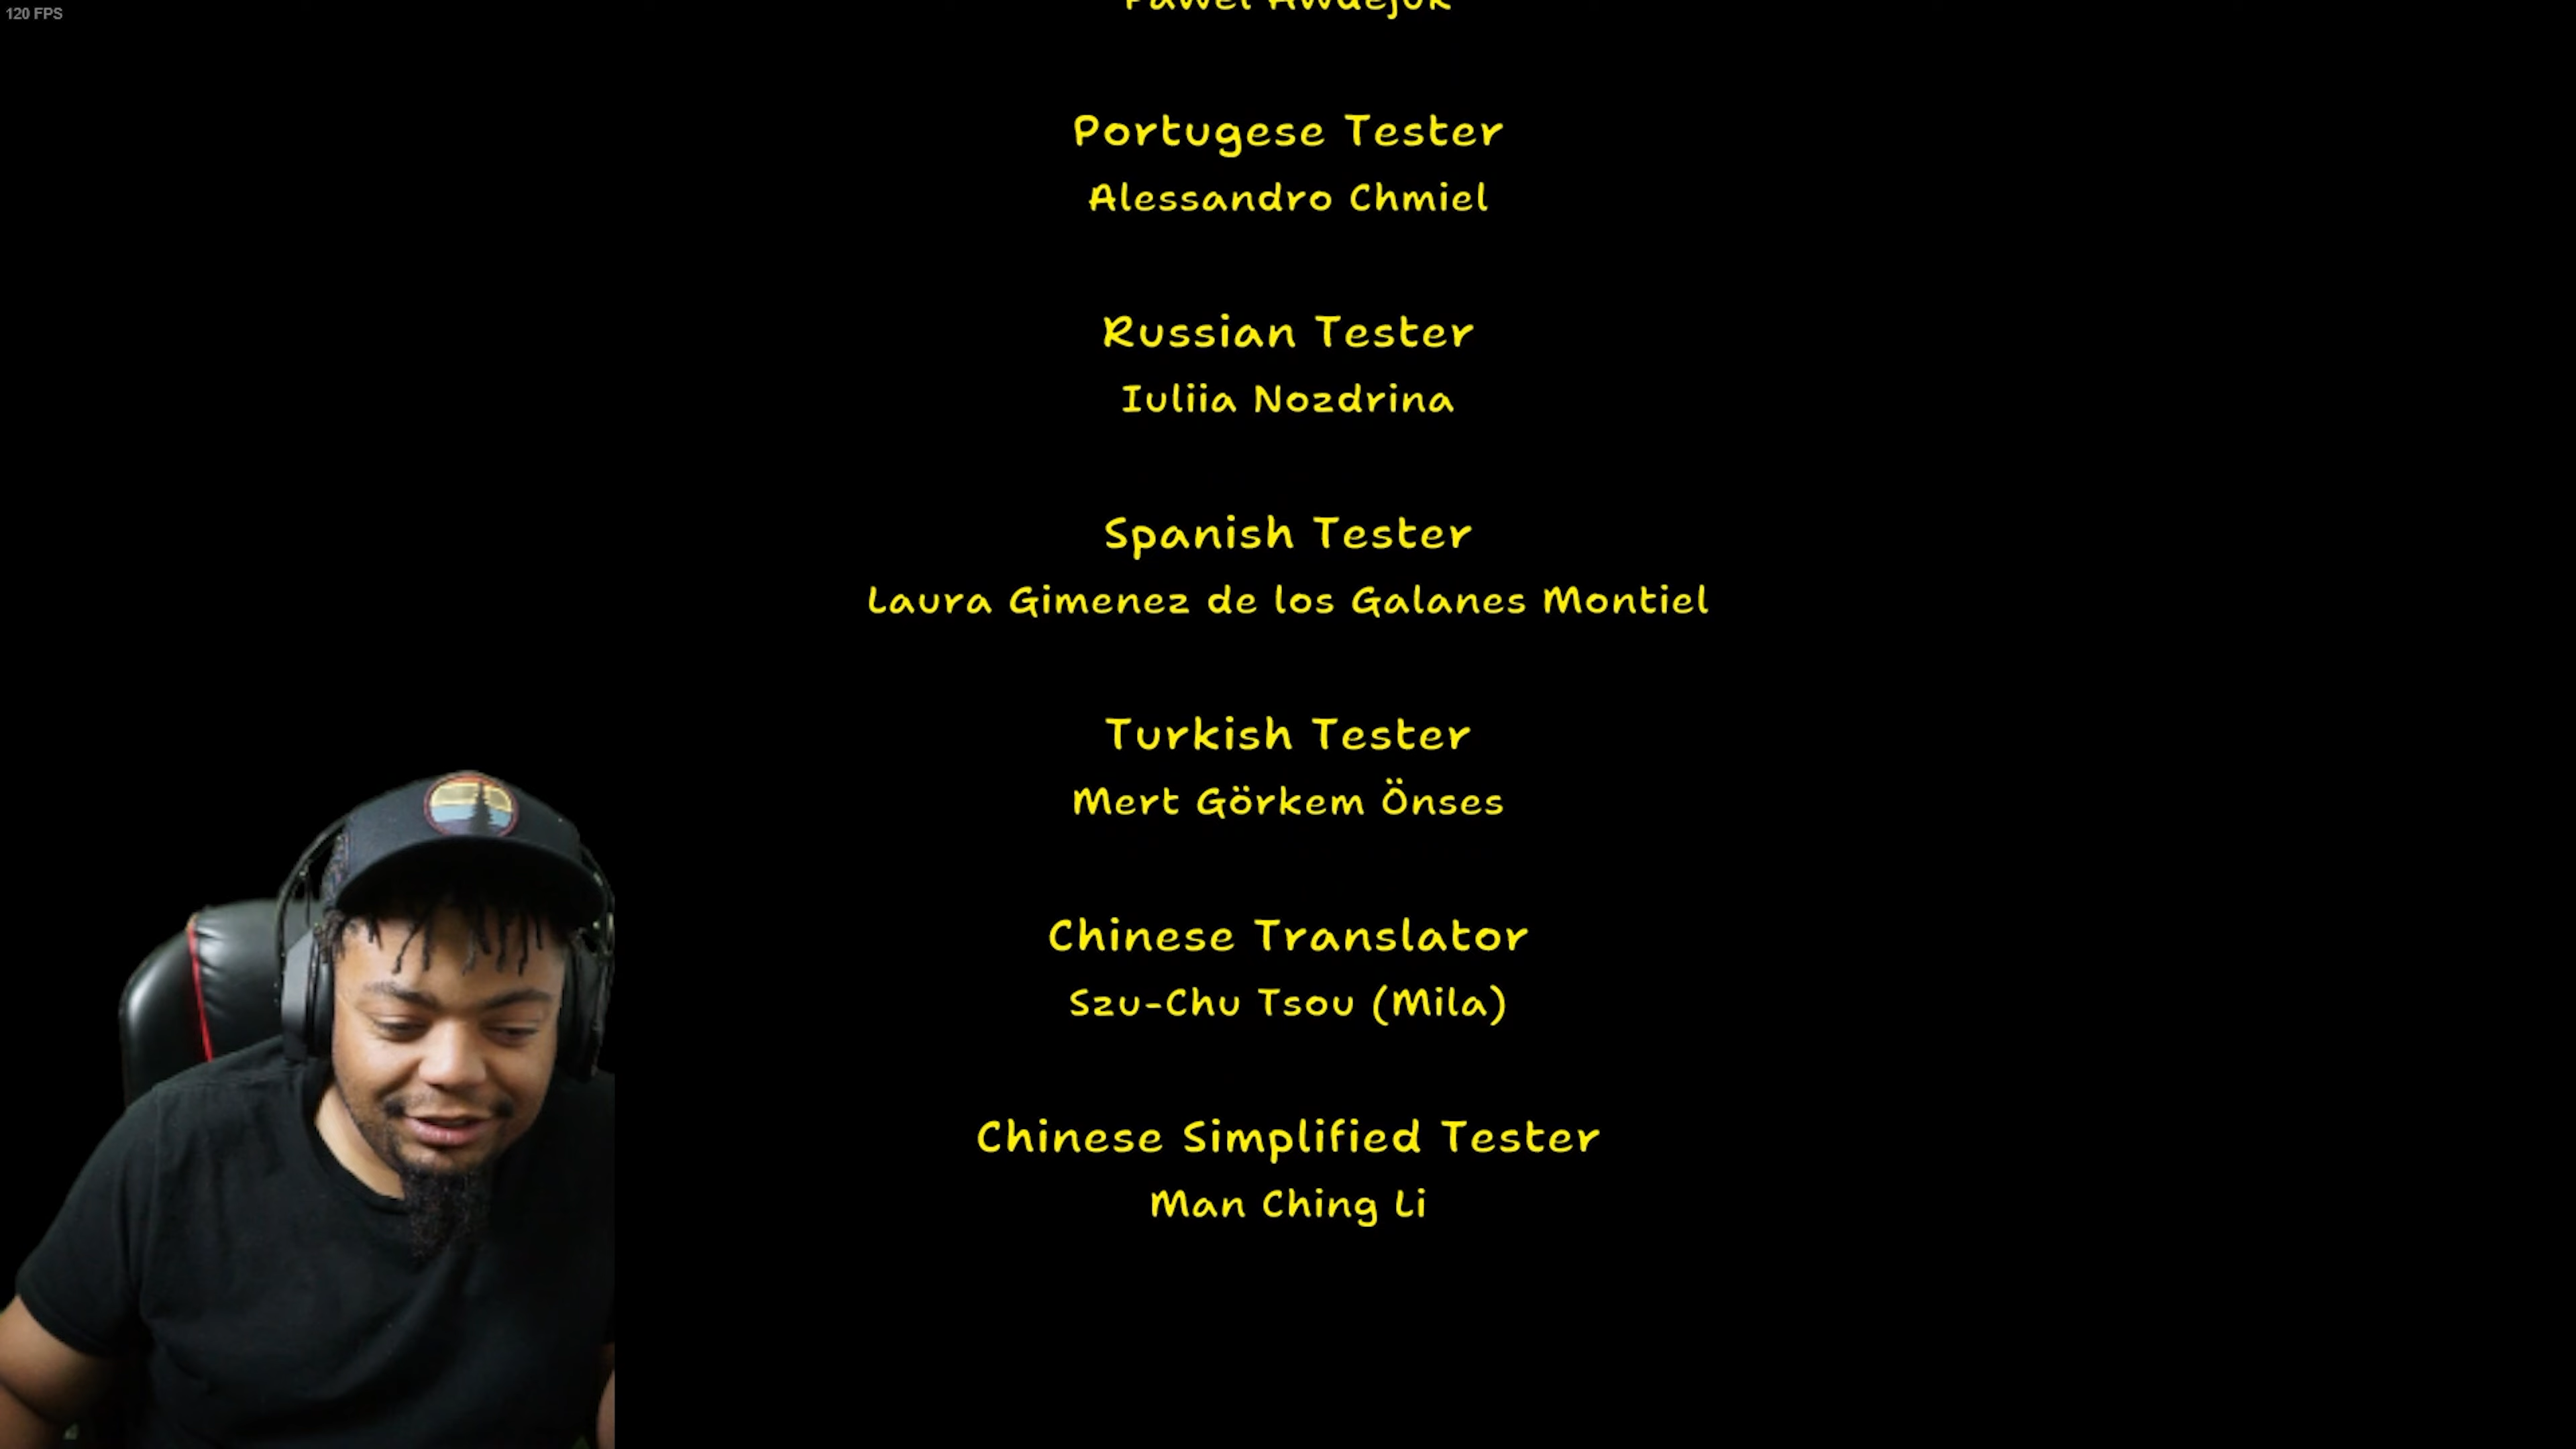 120 FPS
Portugese Tester
Alessandro Chmiel
Russian Tester
Iuliia Nozdrina
Spanish Tester
Laura Gimenez de los Galanes Montiel
Turkish Tester
Mert Görkem Önses
Chinese Translator
Szu-Chu Tsou (Mila)
Chinese Simplified Tester
Man Ching Li